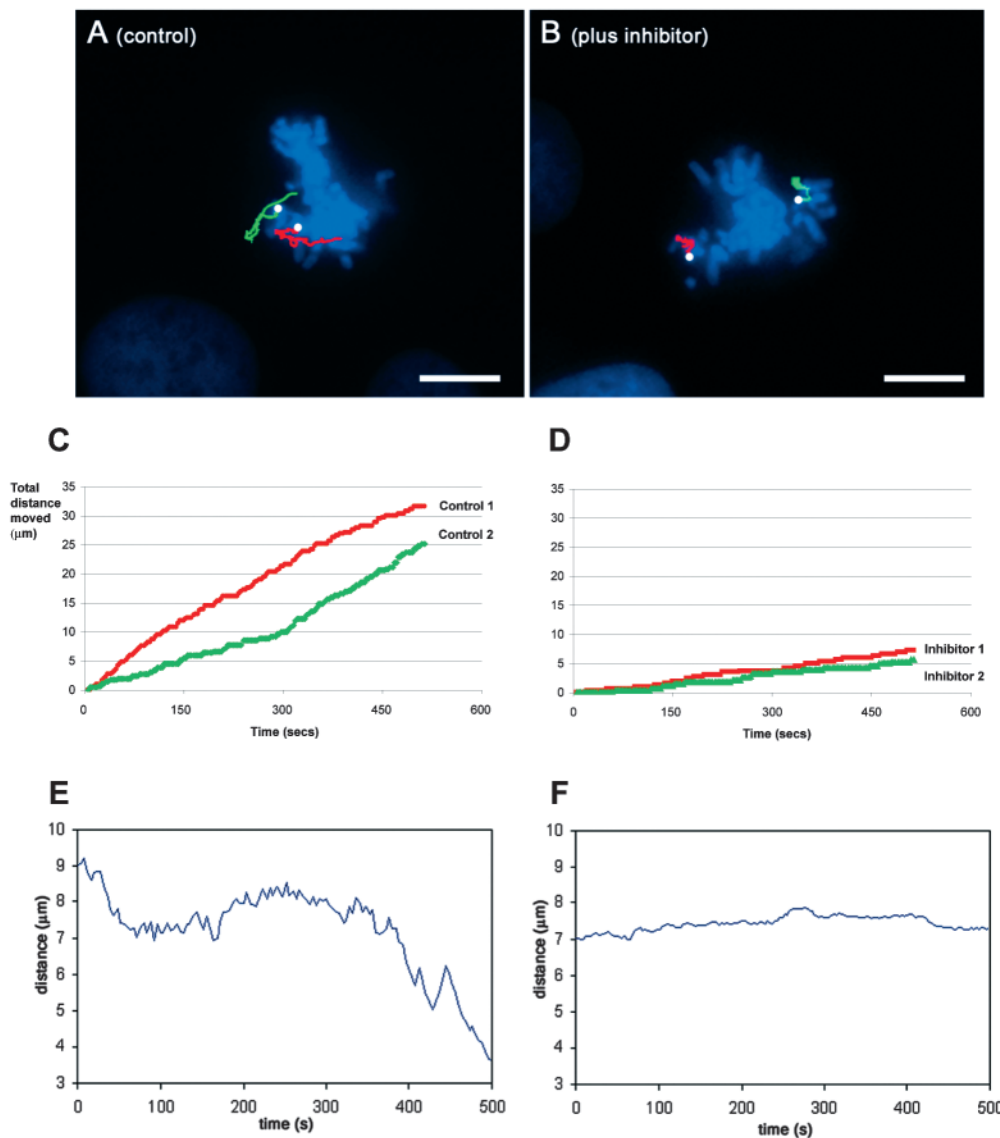 A (control)
B (plus inhibitor)
C
D
Total
distance
moved
(μm)
35
30
25
20
15
10
5
0
Control 1
Control 2
0
150
300
450
600
Time (secs)
35
30
25
20
15
10
5
0
Inhibitor 1
Inhibitor 2
0
150
300
450
600
Time (secs)
E
F
10
9
8
7
6
5
4
3
distance (μm)
0
100
200
300
400
500
time (s)
10
9
8
7
6
5
4
3
distance (μm)
0
100
200
300
400
500
time (s)